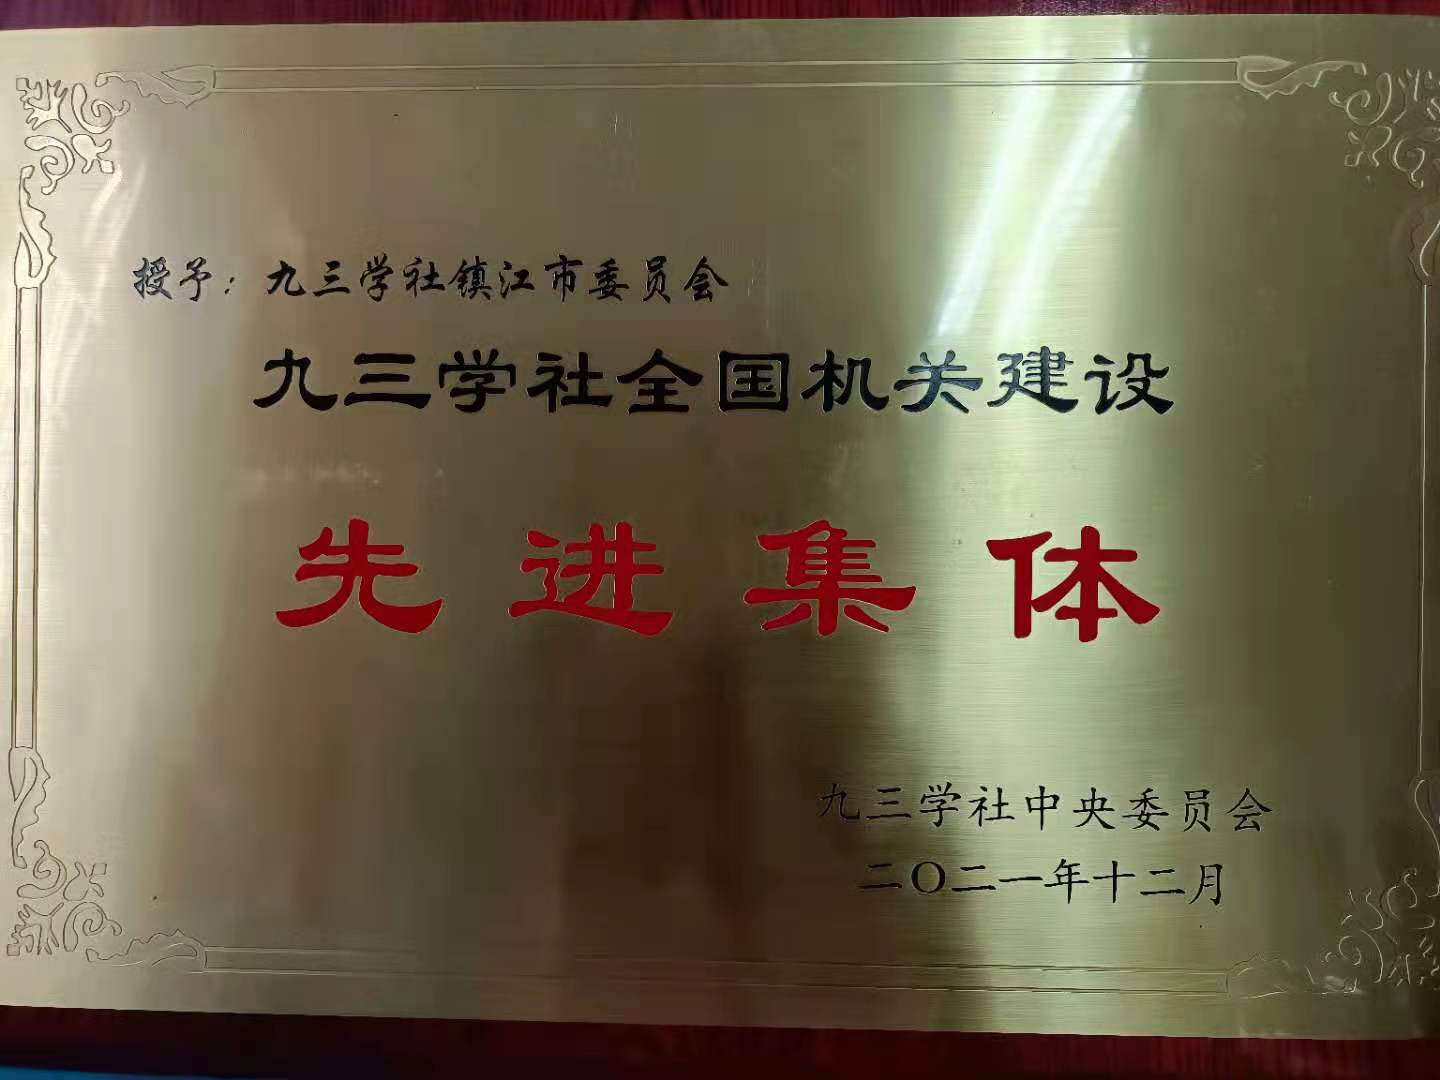 授予：九三学社镇江市委员会
九三学社全国机关建设
先进集体
九三学社中央委员会
二〇二一年十二月